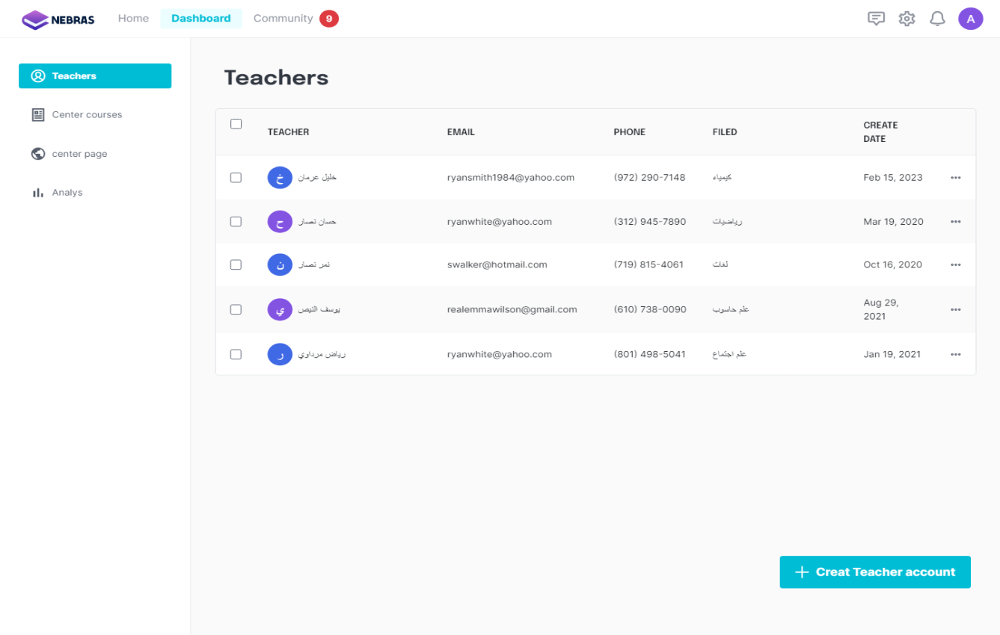 NEBRAS Home Dashboard Community 9 A
Teachers
Center courses
center page
Analys
Teachers
TEACHER EMAIL PHONE FILED CREATE DATE
خ خليل عرمان ryansmith1984@yahoo.com (972) 290-7148 كيمياء Feb 15, 2023
ح حسان نصار ryanwhite@yahoo.com (312) 945-7890 رياضيات Mar 19, 2020
ن نمر نصار swalker@hotmail.com (719) 815-4061 لغات Oct 16, 2020
ي يوسف النيص realemmawilson@gmail.com (610) 738-0090 علم حاسوب Aug 29, 2021
ر رياض مرداوي ryanwhite@yahoo.com (801) 498-5041 علم اجتماع Jan 19, 2021
Creat Teacher account